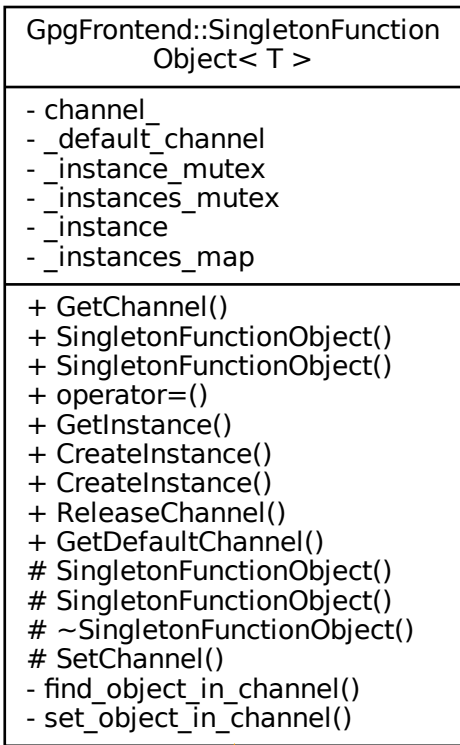 GpgFrontend::SingletonFunction
Object< T >
- channel_
- _default_channel
- _instance_mutex
- _instances_mutex
- _instance
- _instances_map
+ GetChannel()
+ SingletonFunctionObject()
+ SingletonFunctionObject()
+ operator=()
+ GetInstance()
+ CreateInstance()
+ CreateInstance()
+ ReleaseChannel()
+ GetDefaultChannel()
# SingletonFunctionObject()
# SingletonFunctionObject()
# ~SingletonFunctionObject()
# SetChannel()
- find_object_in_channel()
- set_object_in_channel()